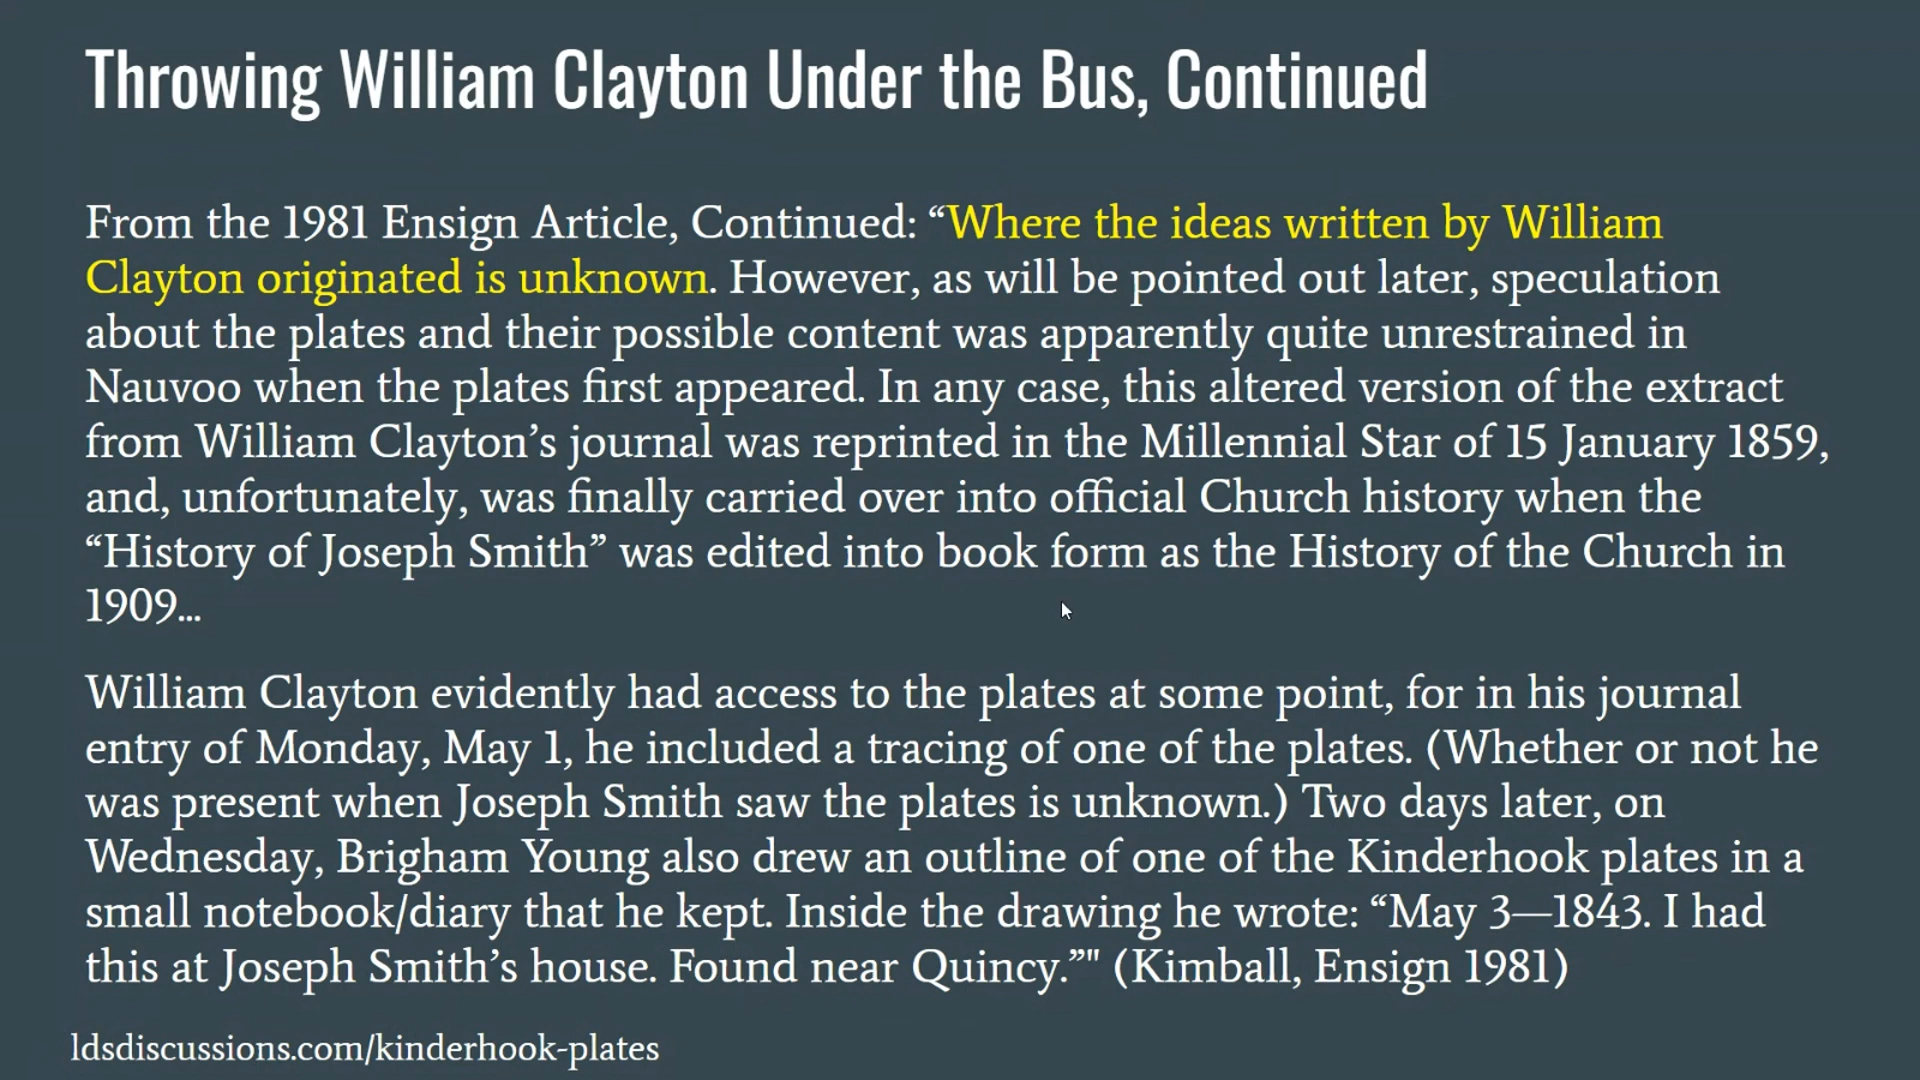 Throwing William Clayton Under the Bus, Continued
From the 1981 Ensign Article, Continued: “Where the ideas written by William
Clayton originated is unknown. However, as will be pointed out later, speculation
about the plates and their possible content was apparently quite unrestrained in
Nauvoo when the plates first appeared. In any case, this altered version of the extract
from William Clayton’s journal was reprinted in the Millennial Star of 15 January 1859,
and, unfortunately, was finally carried over into official Church history when the
“History of Joseph Smith” was edited into book form as the History of the Church in
1909...
William Clayton evidently had access to the plates at some point, for in his journal
entry of Monday, May 1, he included a tracing of one of the plates. (Whether or not he
was present when Joseph Smith saw the plates is unknown.) Two days later, on
Wednesday, Brigham Young also drew an outline of one of the Kinderhook plates in a
small notebook/diary that he kept. Inside the drawing he wrote: “May 3—1843. I had
this at Joseph Smith’s house. Found near Quincy.”" (Kimball, Ensign 1981)
ldsdiscussions.com/kinderhook-plates